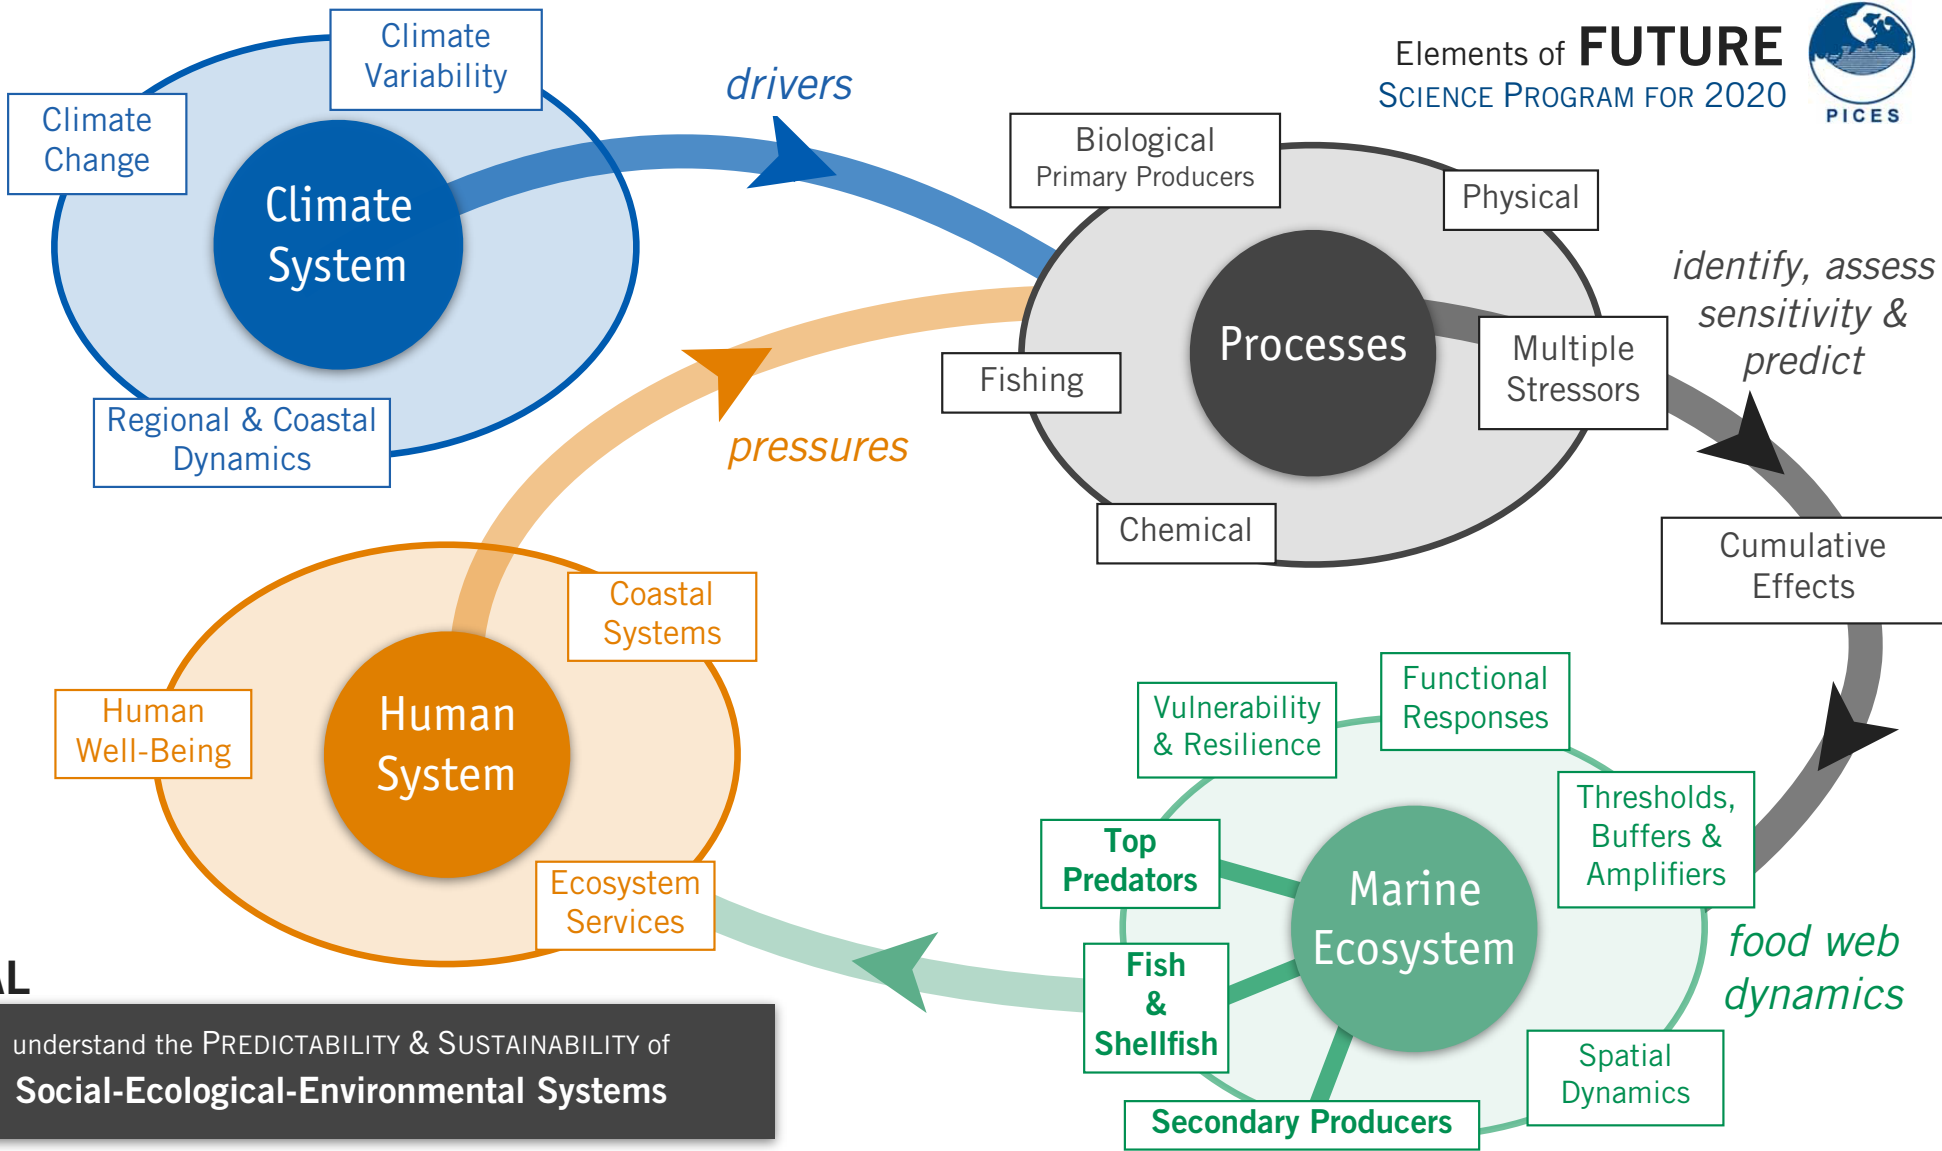 Elements of FUTURE
SCIENCE PROGRAM FOR 2020
PICES
Climate
Variability
Climate
Change
Climate
System
Regional & Coastal
Dynamics
drivers
pressures
Biological
Primary Producers
Physical
Processes
Fishing
Multiple
Stressors
Chemical
identify, assess
sensitivity &
predict
Cumulative
Effects
Coastal
Systems
Human
Well-Being
Human
System
Ecosystem
Services
Functional
Responses
Vulnerability
& Resilience
Thresholds,
Buffers &
Amplifiers
Top
Predators
Marine
Ecosystem
Fish
&
Shellfish
Secondary Producers
Spatial
Dynamics
food web
dynamics
AL
understand the PREDICTABILITY & SUSTAINABILITY of
Social-Ecological-Environmental Systems